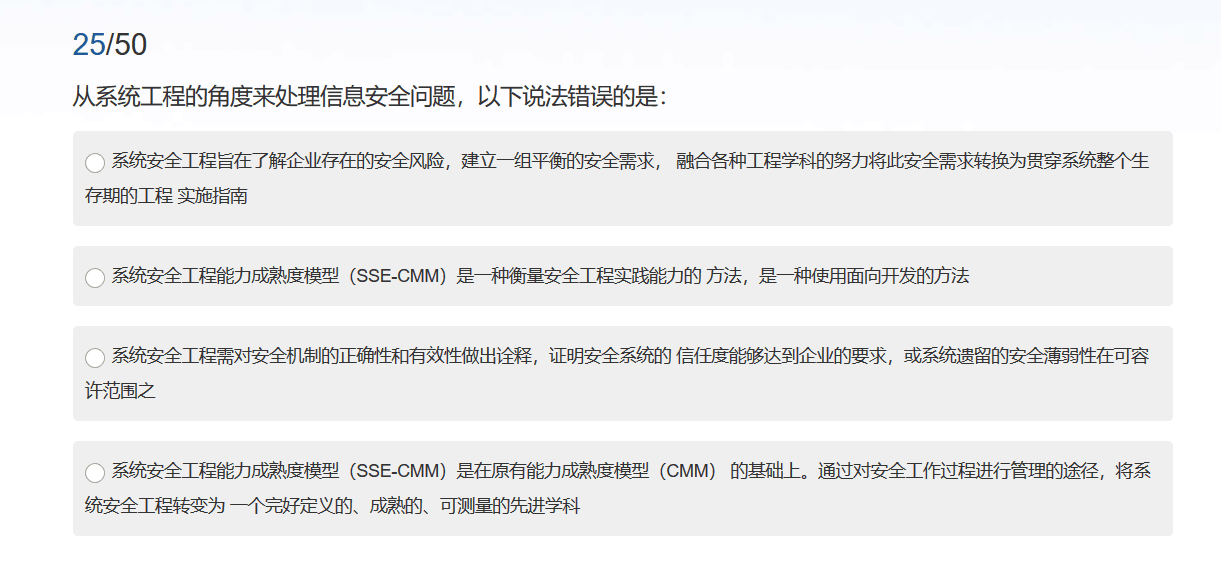 25/50
从系统工程的角度来处理信息安全问题，以下说法错误的是：
系统安全工程旨在了解企业存在的安全风险，建立一组平衡的安全需求， 融合各种工程学科的努力将此安全需求转换为贯穿系统整个生
存期的工程 实施指南
系统安全工程能力成熟度模型（SSE-CMM）是一种衡量安全工程实践能力的 方法，是一种使用面向开发的方法
系统安全工程需对安全机制的正确性和有效性做出诠释，证明安全系统的 信任度能够达到企业的要求，或系统遗留的安全薄弱性在可容
许范围之
系统安全工程能力成熟度模型（SSE-CMM）是在原有能力成熟度模型（CMM） 的基础上。通过对安全工作过程进行管理的途径，将系
统安全工程转变为 一个完好定义的、成熟的、可测量的先进学科